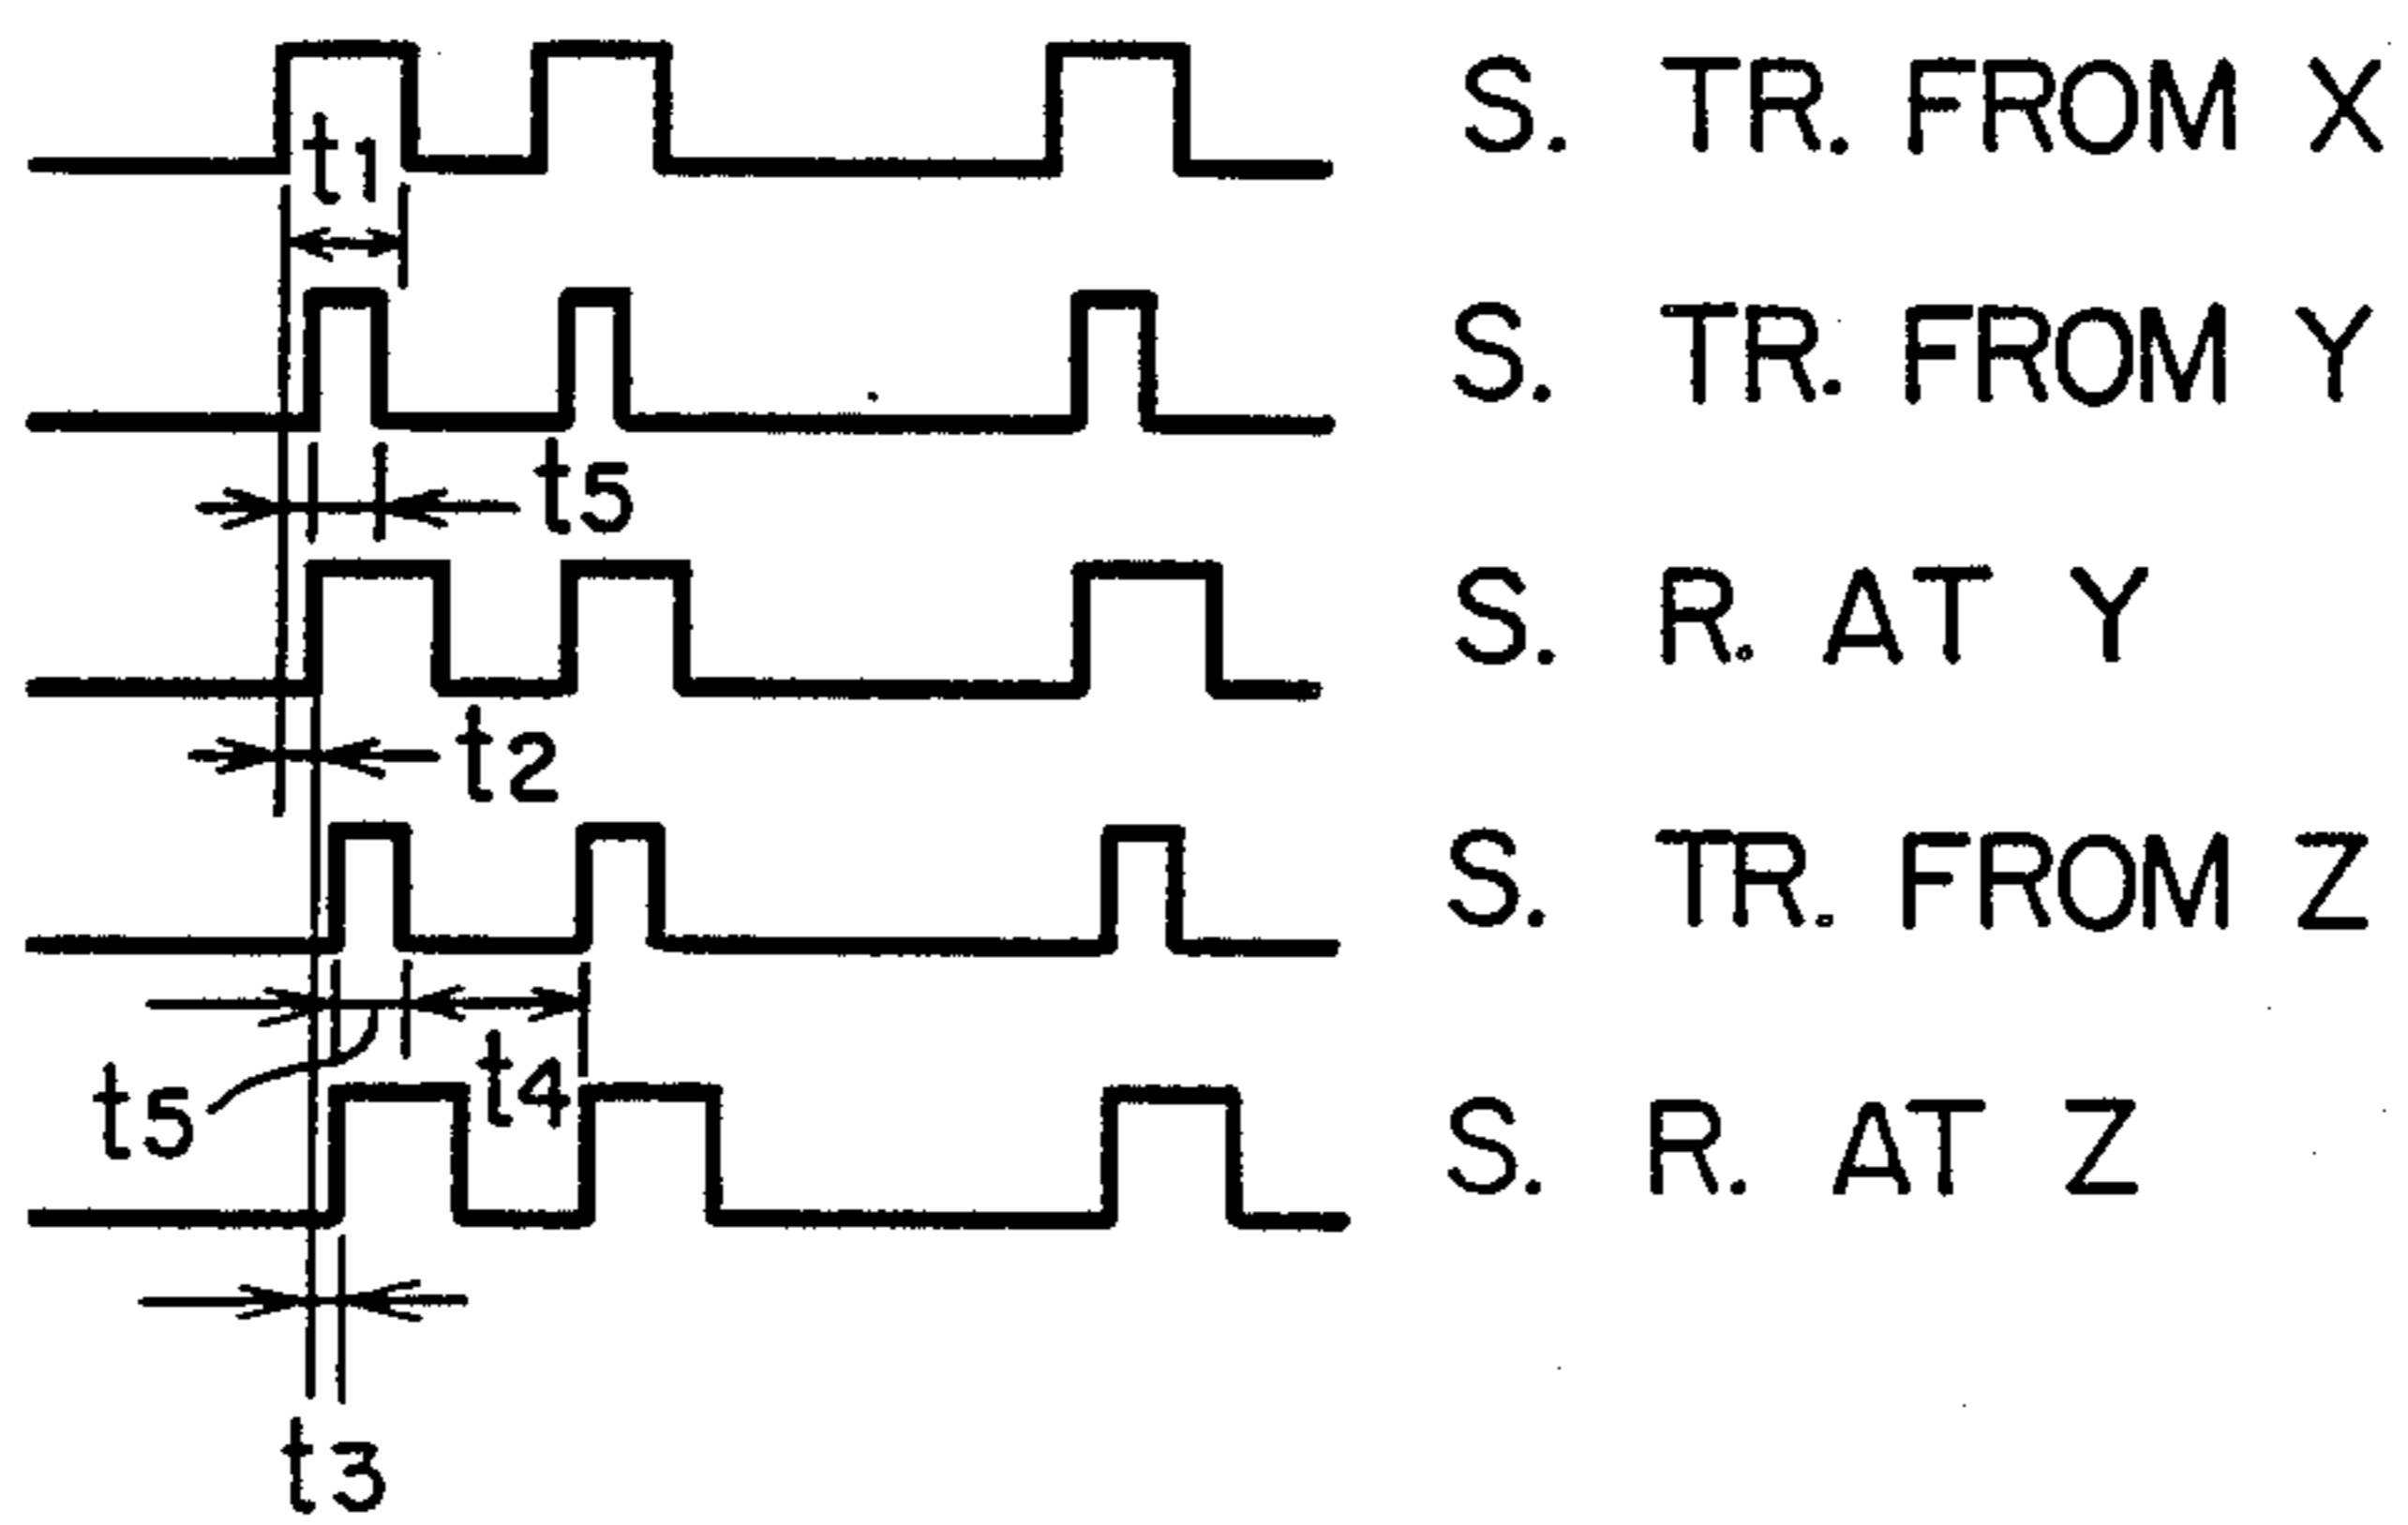 S. TR. FROM X
t1
S. TR. FROM Y
t5
S. R. AT Y
t2
S. TR. FROM Z
t5
t4
S. R. AT Z
t3